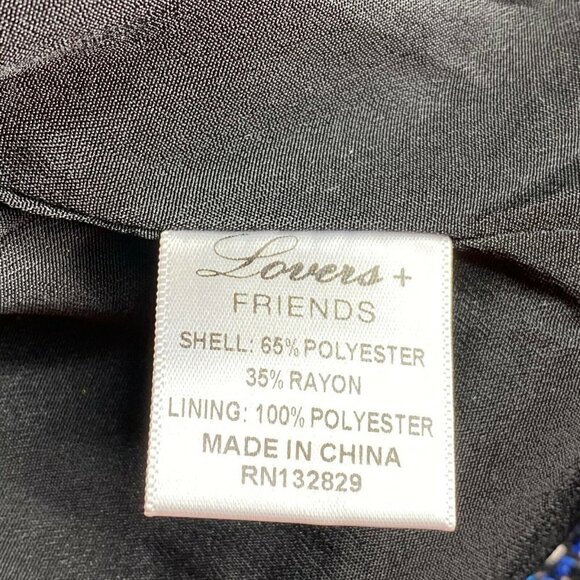 Lovers +
FRIENDS
SHELL: 65% POLYESTER
35% RAYON
LINING: 100% POLYESTER
MADE IN CHINA
RN132829